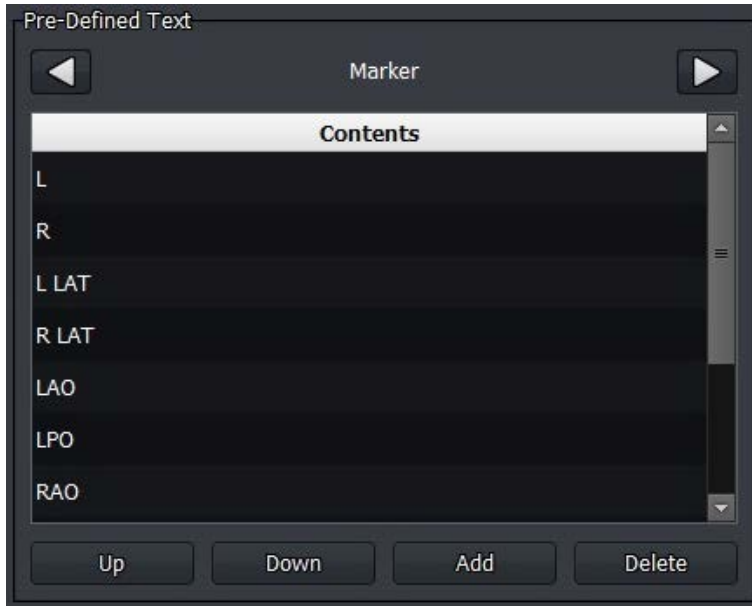 Pre-Defined Text
Marker
Contents
L
R
L LAT
R LAT
LAO
LPO
RAO
Up Down Add Delete